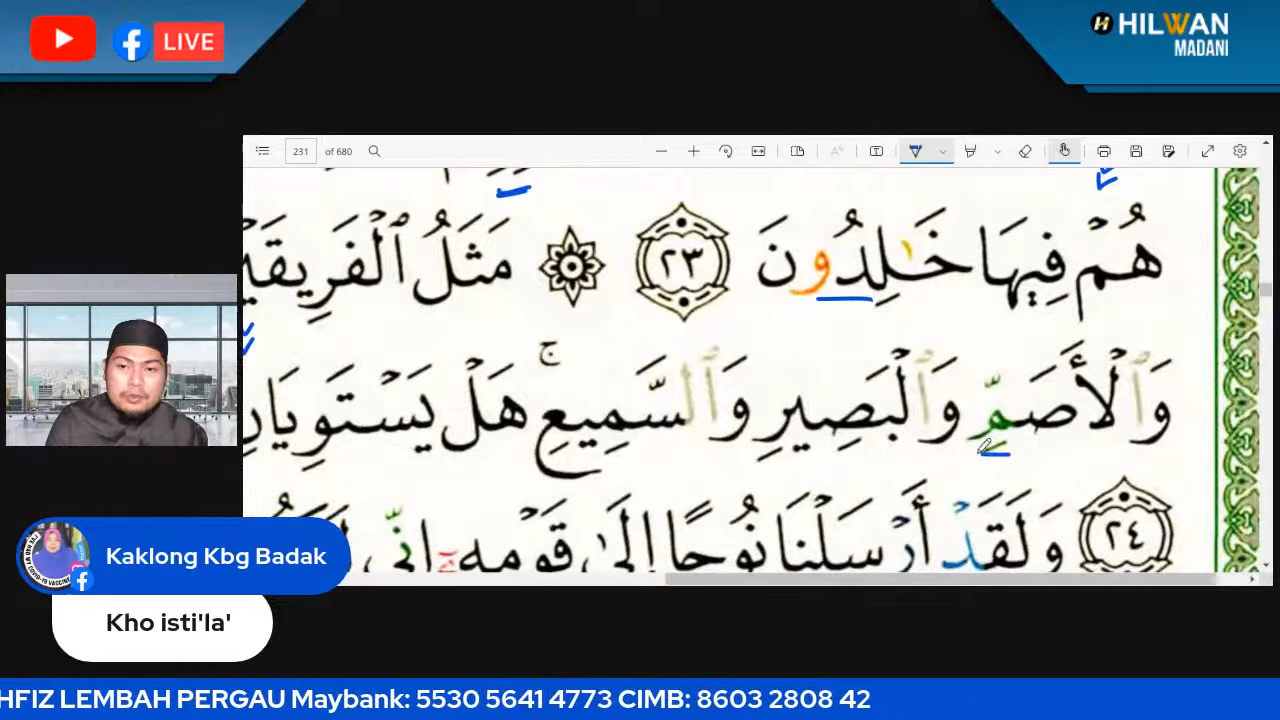 LIVE
HILWAN
MADANI
231 of 680
هُمْ فِيهَا خَٰلِدُونَ ٢٣ ۞ مَثَلُ ٱلْفَرِيقَيْ
وَٱلْأَصَمِّ وَٱلْبَصِيرِ وَٱلسَّمِيعِ ۚ هَلْ يَسْتَوِيَانِ
٢٤ وَلَقَدْ أَرْسَلْنَا نُوحًا إِلَىٰ قَوْمِهِۦ إِنِّي
Kaklong Kbg Badak
Kho isti'la'
HFIZ LEMBAH PERGAU Maybank: 5530 5641 4773 CIMB: 8603 2808 42